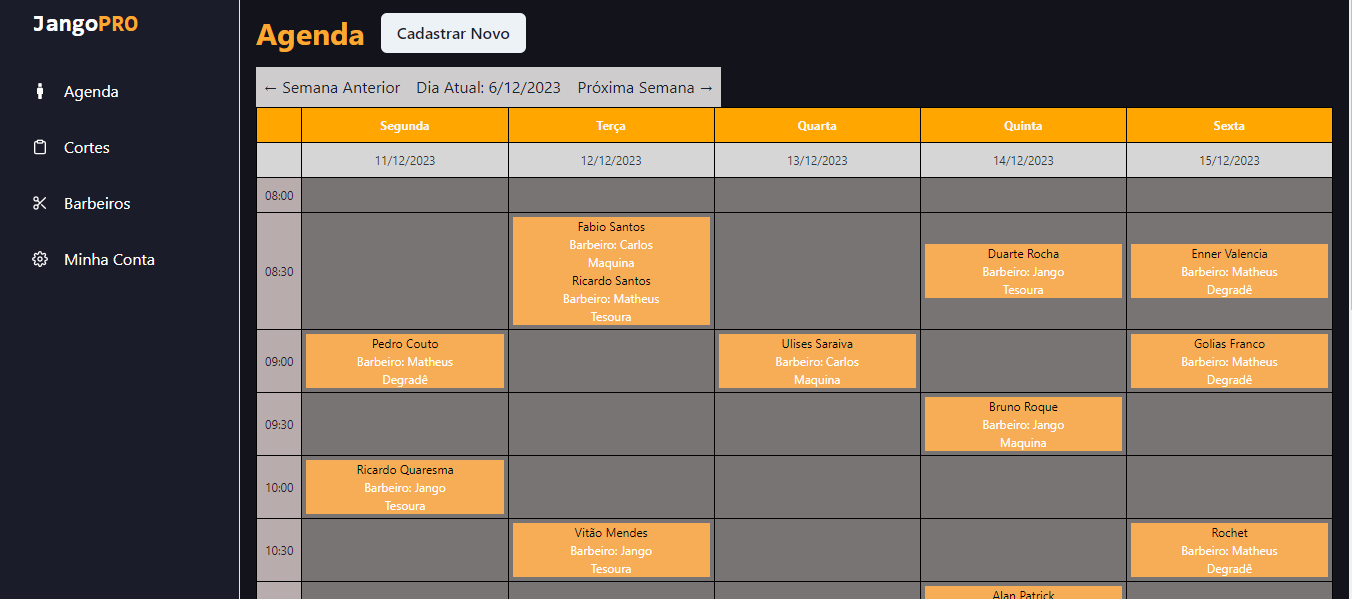 JangoPRO
Agenda
Cortes
Barbeiros
Minha Conta
Agenda
Cadastrar Novo
← Semana Anterior Dia Atual: 6/12/2023 Próxima Semana →
Segunda Terça Quarta Quinta Sexta
11/12/2023 12/12/2023 13/12/2023 14/12/2023 15/12/2023
08:00
08:30
Fabio Santos
Barbeiro: Carlos
Maquina
Ricardo Santos
Barbeiro: Matheus
Tesoura
Duarte Rocha
Barbeiro: Jango
Tesoura
Enner Valencia
Barbeiro: Matheus
Degradê
09:00
Pedro Couto
Barbeiro: Matheus
Degradê
Ulises Saraiva
Barbeiro: Carlos
Maquina
Golias Franco
Barbeiro: Matheus
Degradê
09:30
Bruno Roque
Barbeiro: Jango
Maquina
10:00
Ricardo Quaresma
Barbeiro: Jango
Tesoura
10:30
Vitão Mendes
Barbeiro: Jango
Tesoura
Rochet
Barbeiro: Matheus
Degradê
Alan Patrick